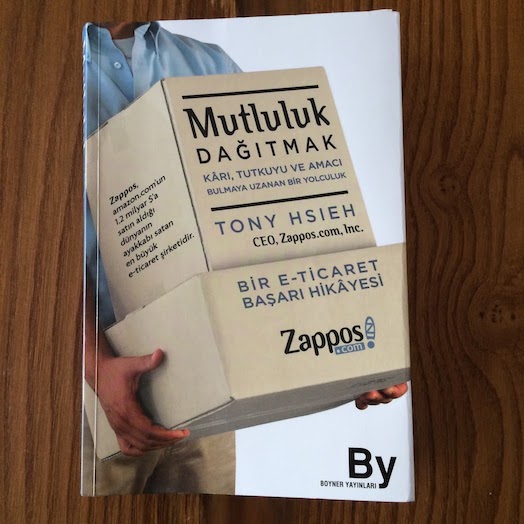 Mutluluk
DAĞITMAK
KÂRI, TUTKUYU VE AMACI
BULMAYA UZANAN BİR YOLCULUK
TONY HSIEH
CEO, Zappos.com, Inc.
Zappos,
amazon.com'un
1.2 milyar $'a
satın aldığı
dünyanın
ayakkabı satan
en büyük
e-ticaret şirketidir.
BİR E-TİCARET
BAŞARI HİKÂYESİ
Zappos
.com
By
BOYNER YAYINLARI